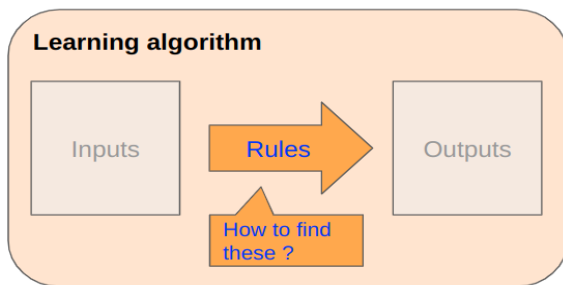 Learning algorithm
Inputs
Rules
Outputs
How to find
these ?